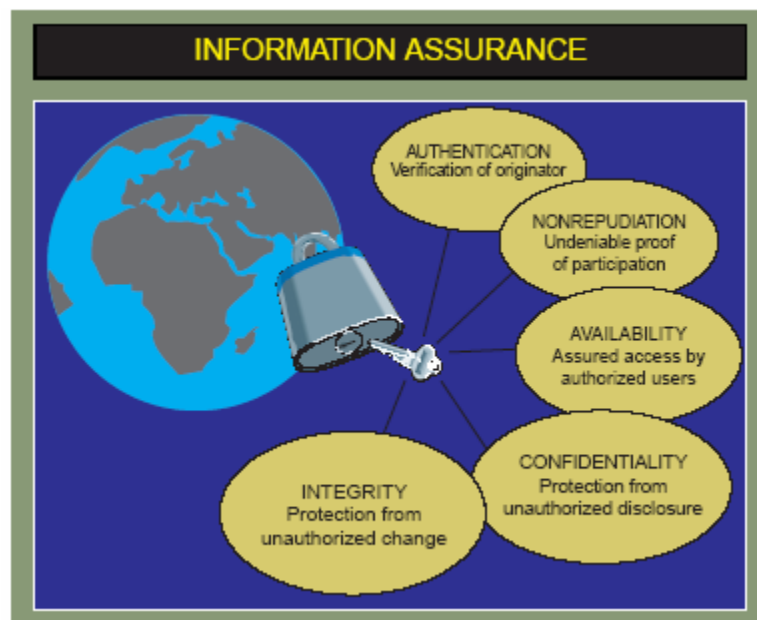 INFORMATION ASSURANCE
AUTHENTICATION
Verification of originator
NONREPUDIATION
Undeniable proof
of participation
AVAILABILITY
Assured access by
authorized users
CONFIDENTIALITY
Protection from
unauthorized disclosure
INTEGRITY
Protection from
unauthorized change